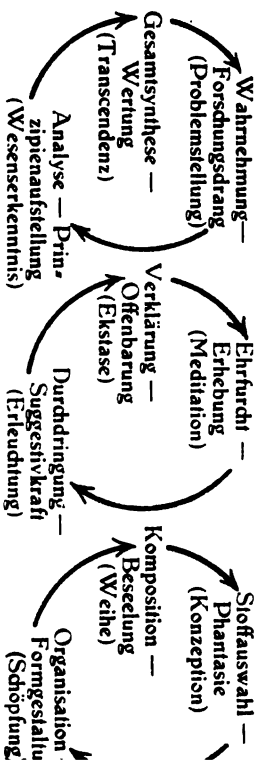 Wahrnehmung—
Forschungsdrang
(Problemstellung)
Gesamtsynthese —
Wertung
(Transcendenz)
Analyse — Prin-
zipienaufstellung
(Wesenserkenntnis)
Ehrfurcht —
Erhebung
(Meditation)
Verklärung —
Offenbarung
(Ekstase)
Durchdringung —
Suggestivkraft
(Erleuchtung)
Stoffauswahl —
Phantasie
(Konzeption)
Komposition —
Beseelung
(Weihe)
Organisation
Formgestaltu
(Schöpfung